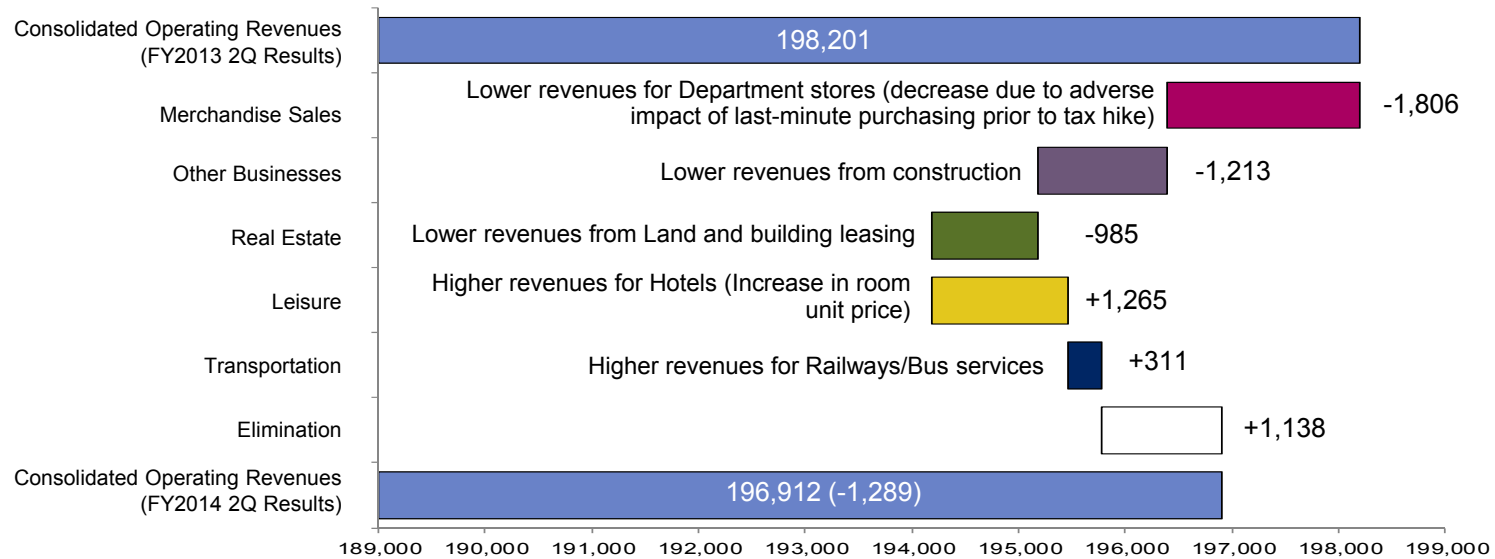 Consolidated Operating Revenues
(FY2013 2Q Results)
198,201
Merchandise Sales
Lower revenues for Department stores (decrease due to adverse
impact of last-minute purchasing prior to tax hike)
-1,806
Other Businesses
Lower revenues from construction
-1,213
Real Estate
Lower revenues from Land and building leasing
-985
Leisure
Higher revenues for Hotels (Increase in room
unit price)
+1,265
Transportation
Higher revenues for Railways/Bus services
+311
Elimination
+1,138
Consolidated Operating Revenues
(FY2014 2Q Results)
196,912 (-1,289)
189,000 190,000 191,000 192,000 193,000 194,000 195,000 196,000 197,000 198,000 199,000